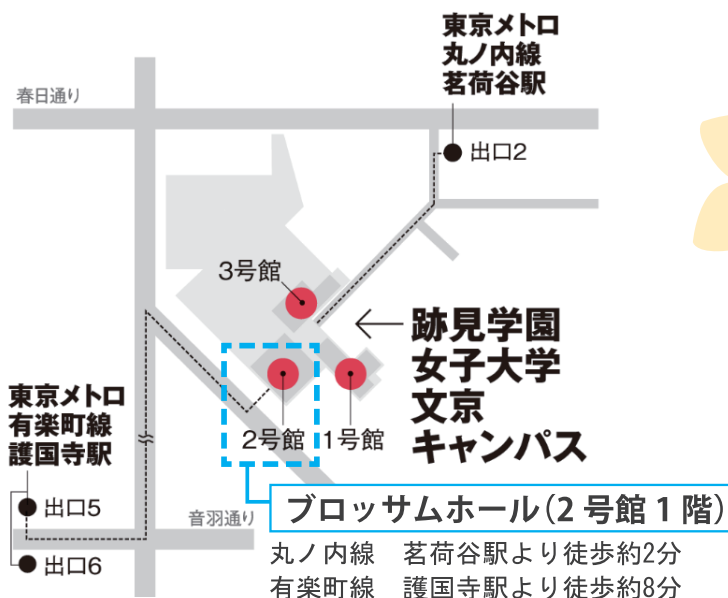 東京メトロ
丸ノ内線
茗荷谷駅
春日通り
出口2
3号館
跡見学園
女子大学
文京
キャンパス
2号館
1号館
東京メトロ
有楽町線
護国寺駅
出口5
出口6
音羽通り
ブロッサムホール(2号館1階)
丸ノ内線　茗荷谷駅より徒歩約2分
有楽町線　護国寺駅より徒歩約8分